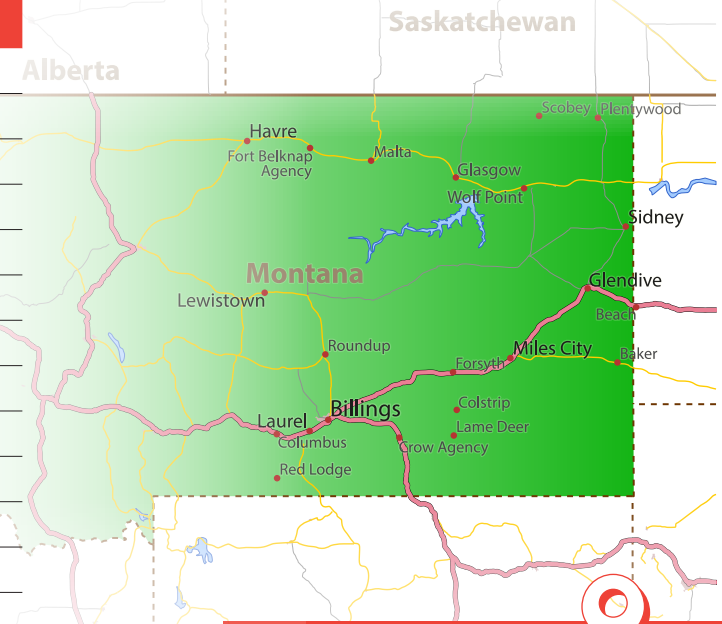 Saskatchewan
Alberta
Scobey
Plentywood
Havre
Fort Belknap
Agency
Malta
Glasgow
Wolf Point
Sidney
Montana
Glendive
Lewistown
Beach
Roundup
Miles City
Baker
Forsyth
Billings
Colstrip
Laurel
Lame Deer
Columbus
Crow Agency
Red Lodge